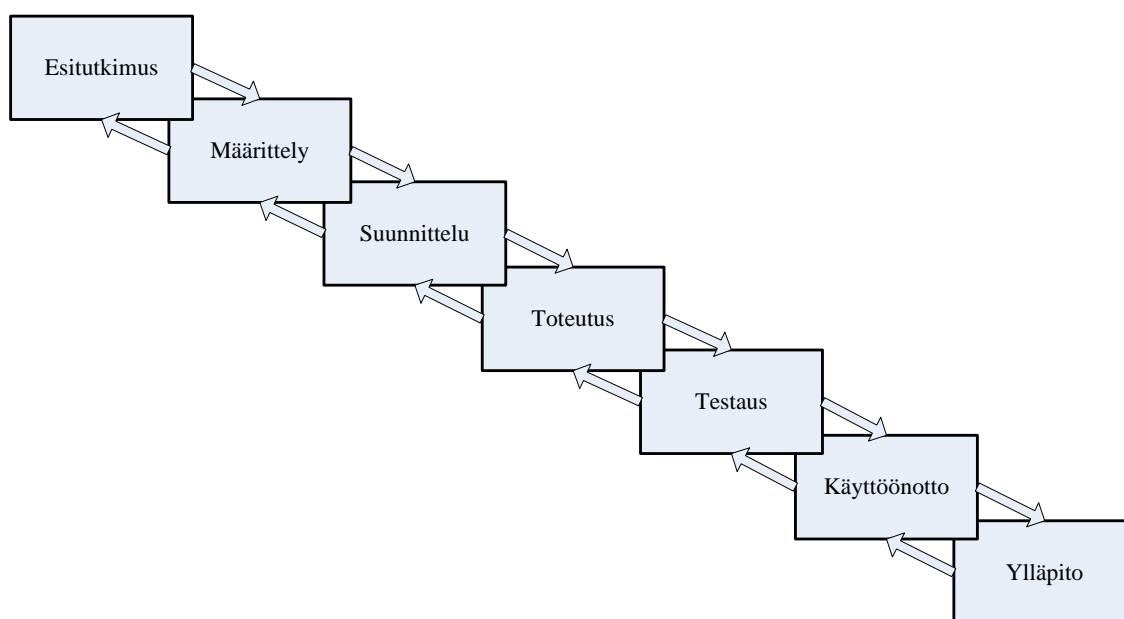 Esitutkimus
Määrittely
Suunnittelu
Toteutus
Testaus
Käyttöönotto
Ylläpito